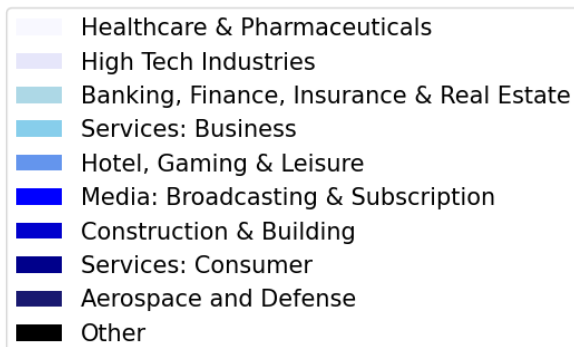 Healthcare & Pharmaceuticals
High Tech Industries
Banking, Finance, Insurance & Real Estate
Services: Business
Hotel, Gaming & Leisure
Media: Broadcasting & Subscription
Construction & Building
Services: Consumer
Aerospace and Defense
Other